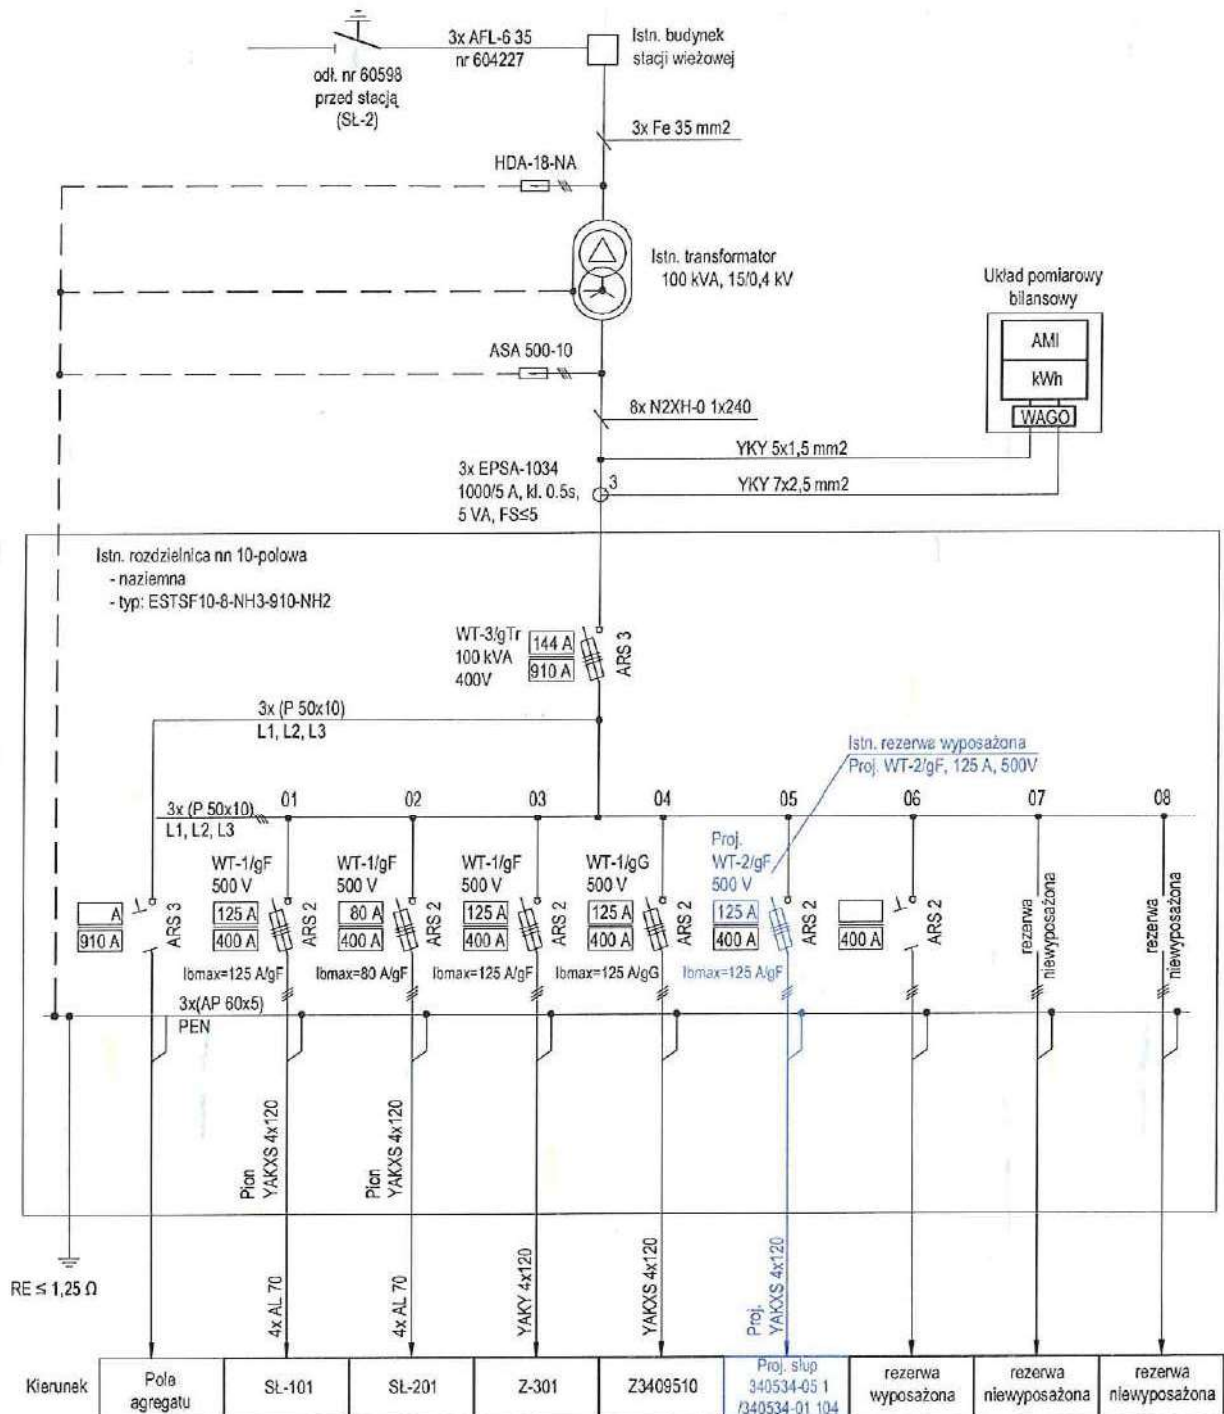 3x AFL-6 35
nr 604227
Istn. budynek
stacji wieżowej
odł. nr 60598
przed stacją
(SŁ-2)
3x Fe 35 mm2
HDA-18-NA
Istn. transformator
100 kVA, 15/0,4 kV
Układ pomiarowy
bilansowy
AMI
kWh
WAGO
ASA 500-10
8x N2XH-0 1x240
YKY 5x1,5 mm2
3x EPSA-1034
1000/5 A, kl. 0.5s,
5 VA, FS≤5
3
YKY 7x2,5 mm2
Istn. rozdzielnica nn 10-polowa
- naziemna
- typ: ESTSF10-8-NH3-910-NH2
WT-3/gTr
100 kVA
400V
144 A
910 A
ARS 3
3x (P 50x10)
L1, L2, L3
Istn. rezerwa wyposażona
Proj. WT-2/gF, 125 A, 500V
3x (P 50x10)
L1, L2, L3
01
02
03
04
05
06
07
08
A
910 A
ARS 3
WT-1/gF
500 V
125 A
400 A
ARS 2
Ibmax=125 A/gF
WT-1/gF
500 V
80 A
400 A
ARS 2
Ibmax=80 A/gF
WT-1/gF
500 V
125 A
400 A
ARS 2
Ibmax=125 A/gF
WT-1/gG
500 V
125 A
400 A
ARS 2
Ibmax=125 A/gG
Proj.
WT-2/gF
500 V
125 A
400 A
ARS 2
Ibmax=125 A/gF
400 A
ARS 2
rezerwa
niewyposażona
rezerwa
niewyposażona
3x(AP 60x5)
PEN
Pion
YAKXS 4x120
Pion
YAKXS 4x120
RE ≤ 1,25 Ω
4x AL 70
4x AL 70
YAKY 4x120
YAKXS 4x120
Proj.
YAKXS 4x120
Kierunek
Pole
agregatu
SŁ-101
SŁ-201
Z-301
Z3409510
Proj. słup
340534-05 1
/340534-01 104
rezerwa
wyposażona
rezerwa
niewyposażona
rezerwa
niewyposażona